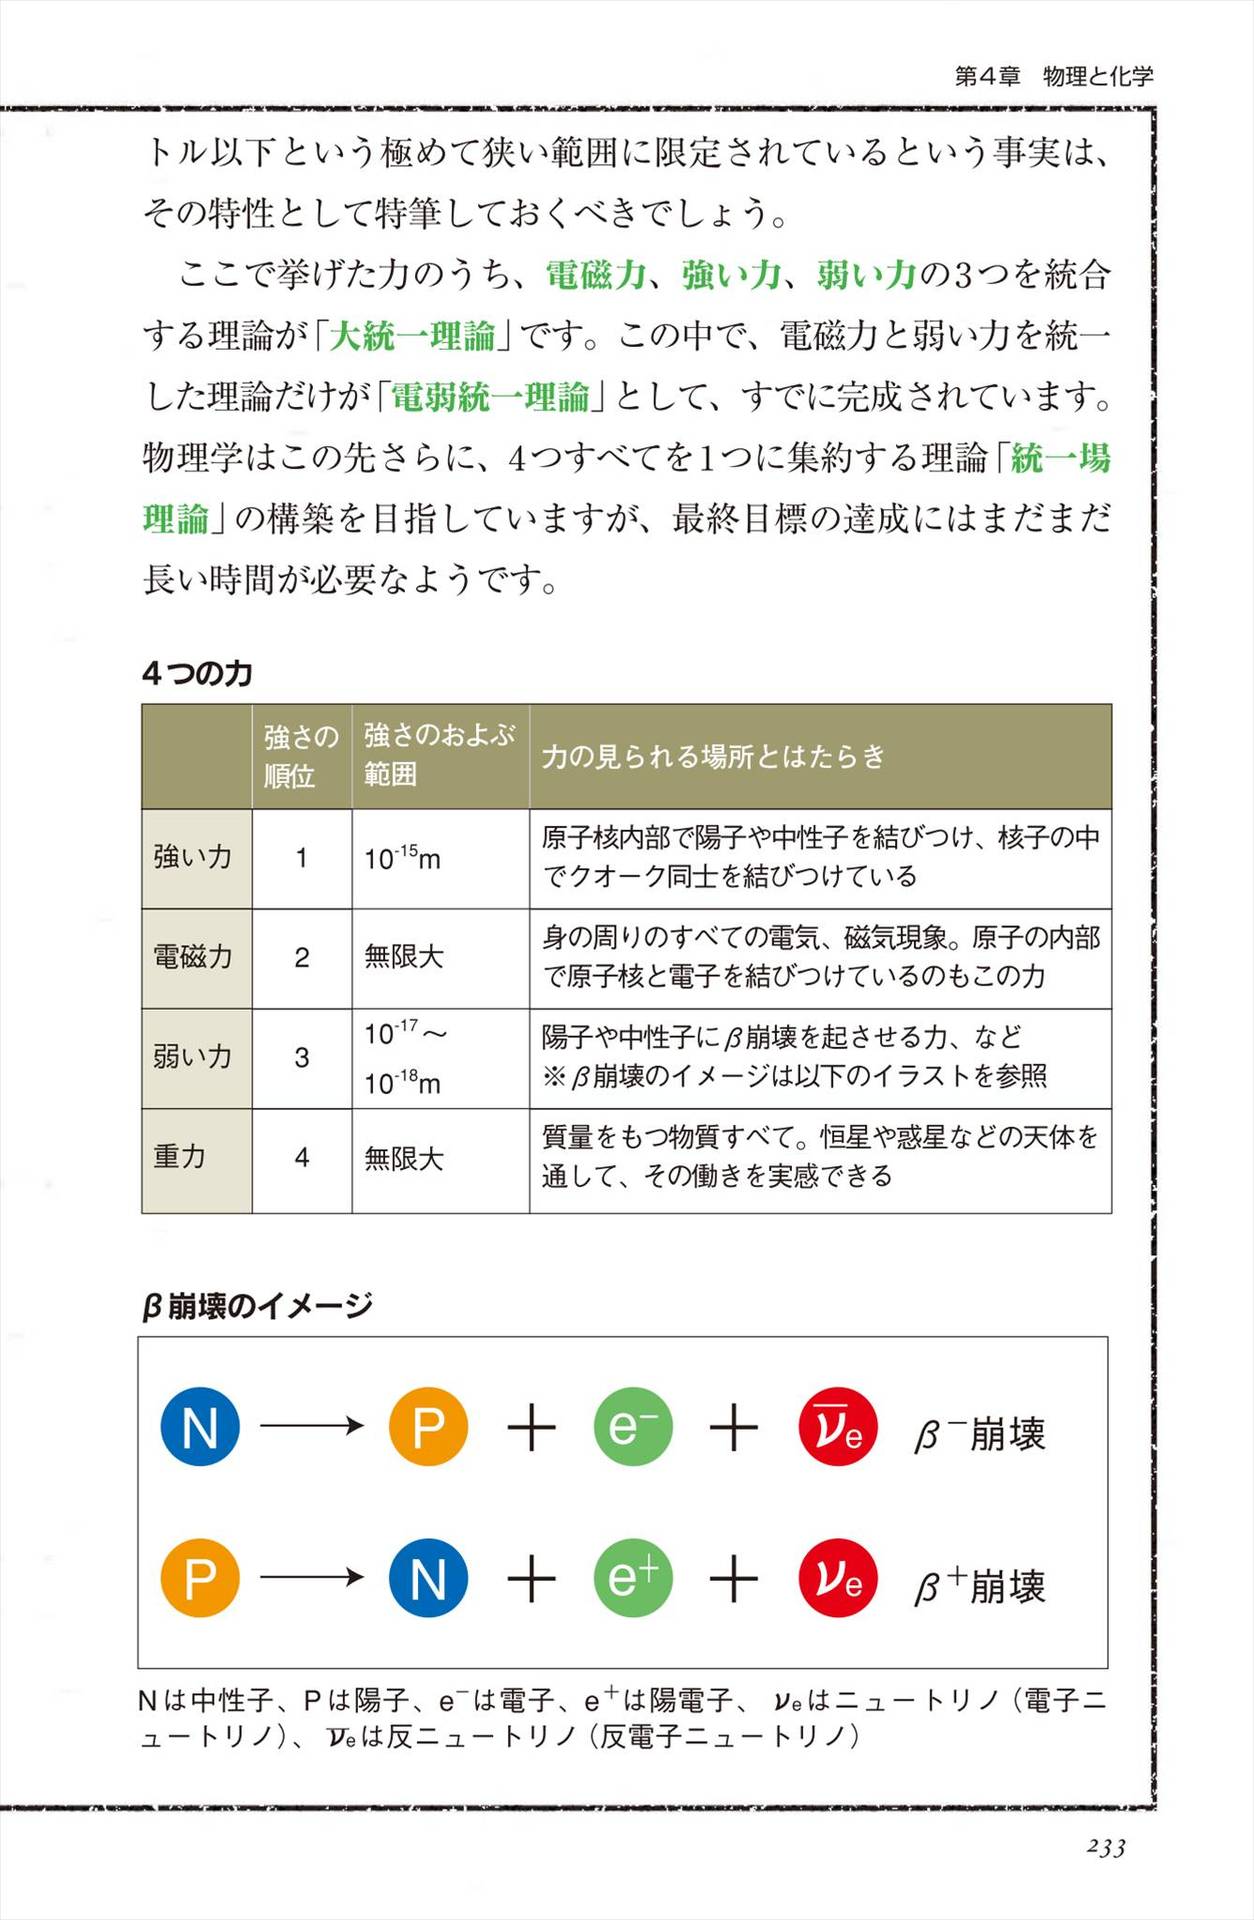 第4章　物理と化学
トル以下という極めて狭い範囲に限定されているという事実は、
その特性として特筆しておくべきでしょう。
　ここで挙げた力のうち、電磁力、強い力、弱い力の3つを統合
する理論が「大統一理論」です。この中で、電磁力と弱い力を統一
した理論だけが「電弱統一理論」として、すでに完成されています。
物理学はこの先さらに、4つすべてを1つに集約する理論「統一場
理論」の構築を目指していますが、最終目標の達成にはまだまだ
長い時間が必要なようです。
4つの力
強さの
順位
強さのおよぶ
範囲
力の見られる場所とはたらき
強い力
1
10⁻¹⁵m
原子核内部で陽子や中性子を結びつけ、核子の中
でクオーク同士を結びつけている
電磁力
2
無限大
身の周りのすべての電気、磁気現象。原子の内部
で原子核と電子を結びつけているのもこの力
弱い力
3
10⁻¹⁷〜
10⁻¹⁸m
陽子や中性子にβ崩壊を起させる力、など
※β崩壊のイメージは以下のイラストを参照
重力
4
無限大
質量をもつ物質すべて。恒星や惑星などの天体を
通して、その働きを実感できる
β崩壊のイメージ
N → P + e⁻ + ν̅e β⁻崩壊
P → N + e⁺ + νe β⁺崩壊
Nは中性子、Pは陽子、e⁻は電子、e⁺は陽電子、νeはニュートリノ（電子ニ
ュートリノ）、ν̅eは反ニュートリノ（反電子ニュートリノ）
233